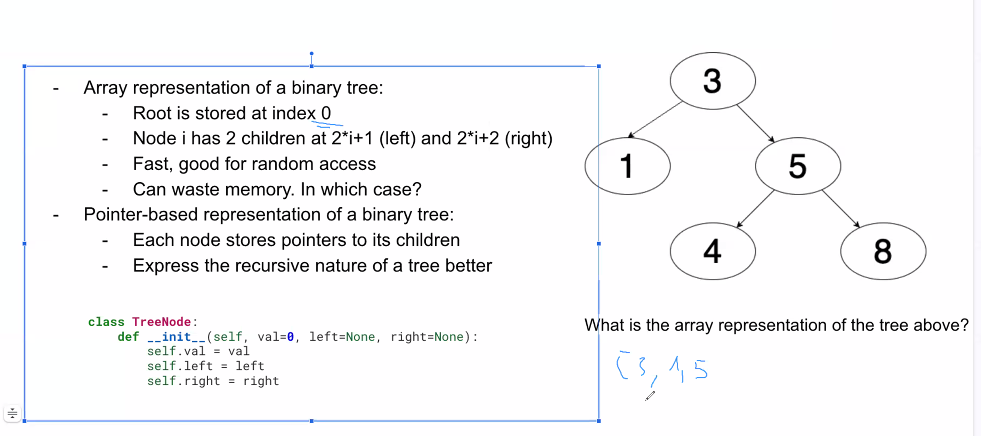 - Array representation of a binary tree:
- Root is stored at index 0
- Node i has 2 children at 2*i+1 (left) and 2*i+2 (right)
- Fast, good for random access
- Can waste memory. In which case?
- Pointer-based representation of a binary tree:
- Each node stores pointers to its children
- Express the recursive nature of a tree better
class TreeNode:
    def __init__(self, val=0, left=None, right=None):
        self.val = val
        self.left = left
        self.right = right
3
1
5
4
8
What is the array representation of the tree above?
[3, 1, 5